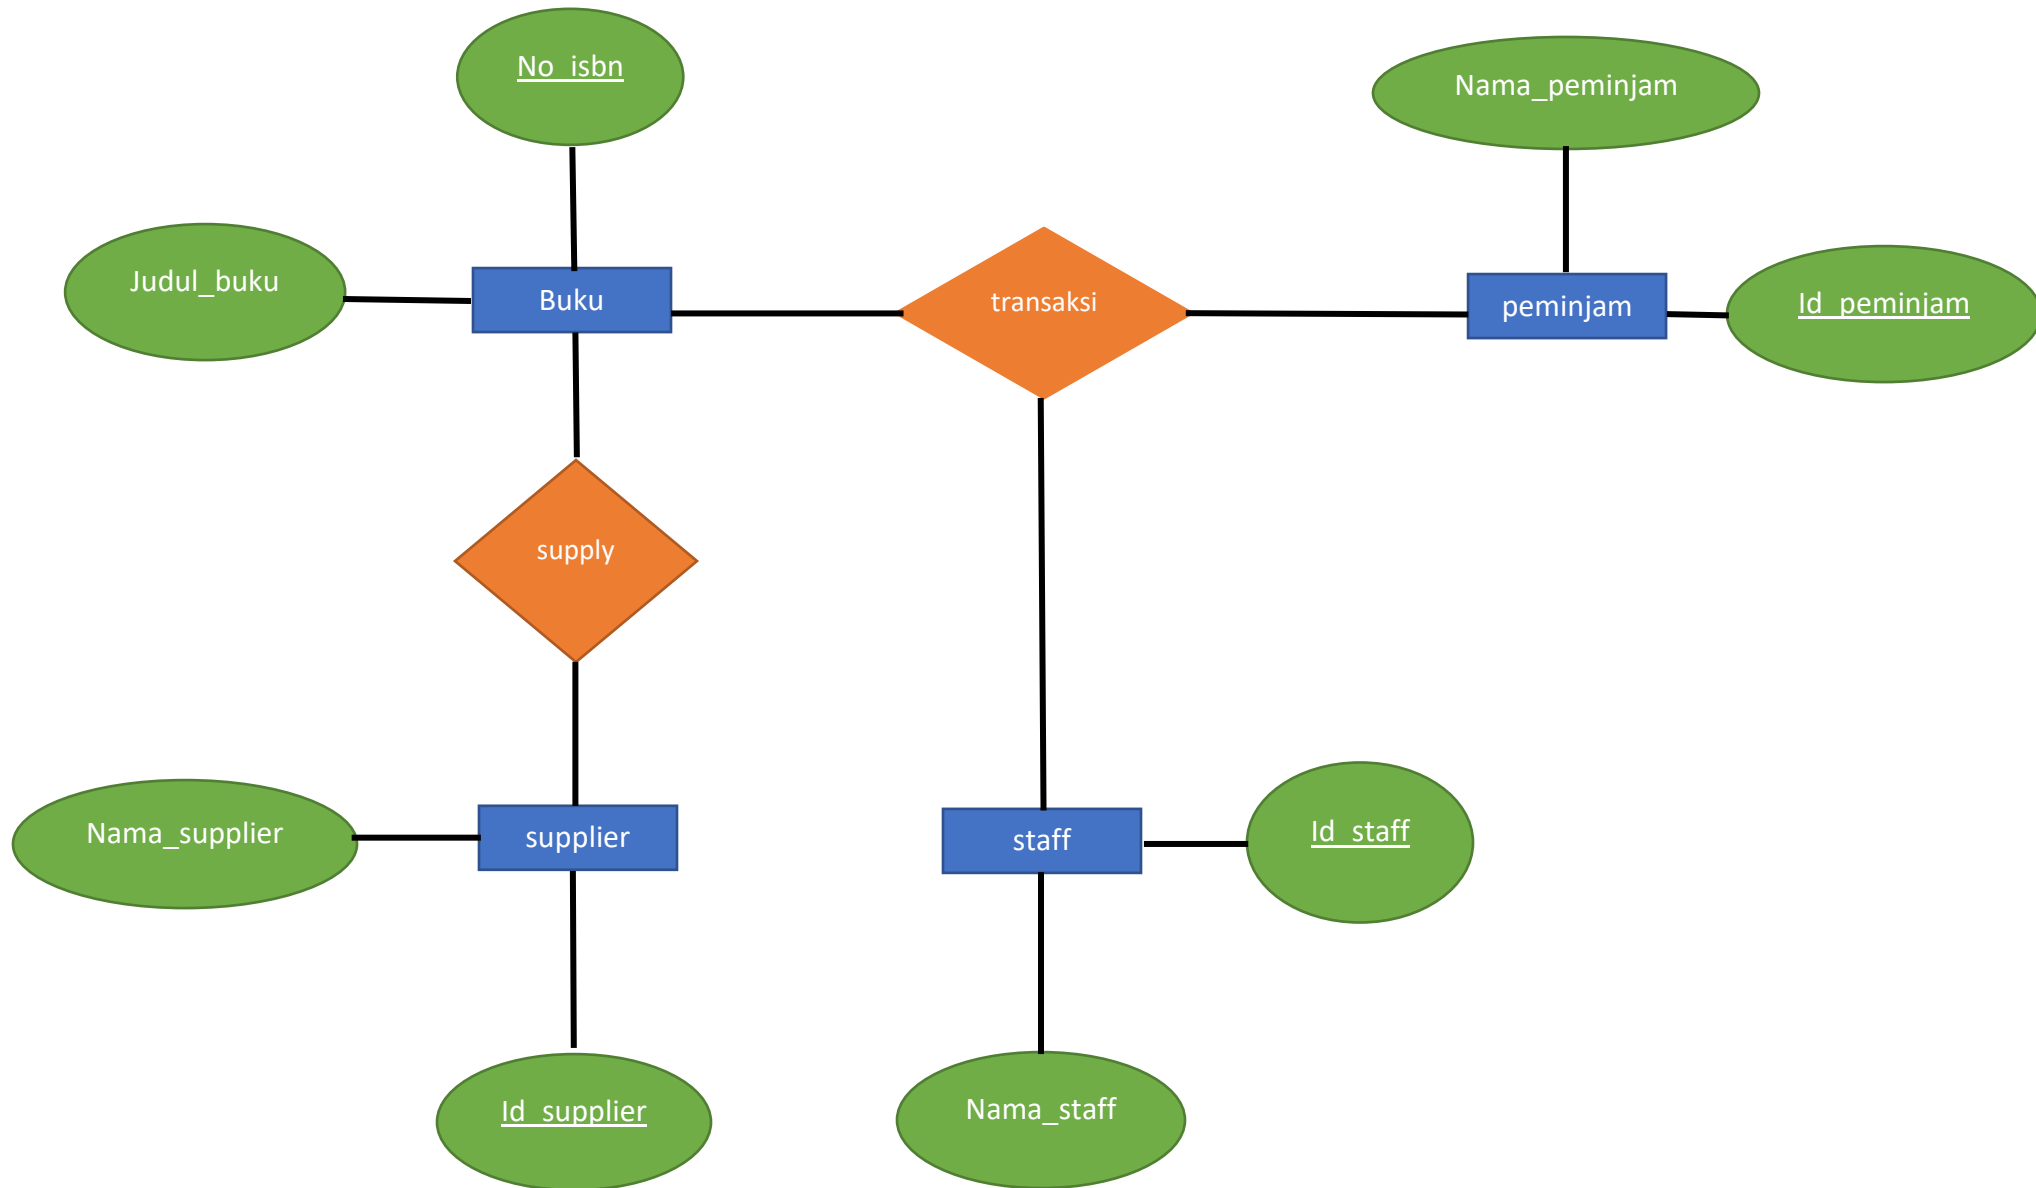 No_isbn
Nama_peminjam
Judul_buku
Buku
transaksi
peminjam
Id_peminjam
supply
Nama_supplier
supplier
staff
Id_staff
Id_supplier
Nama_staff